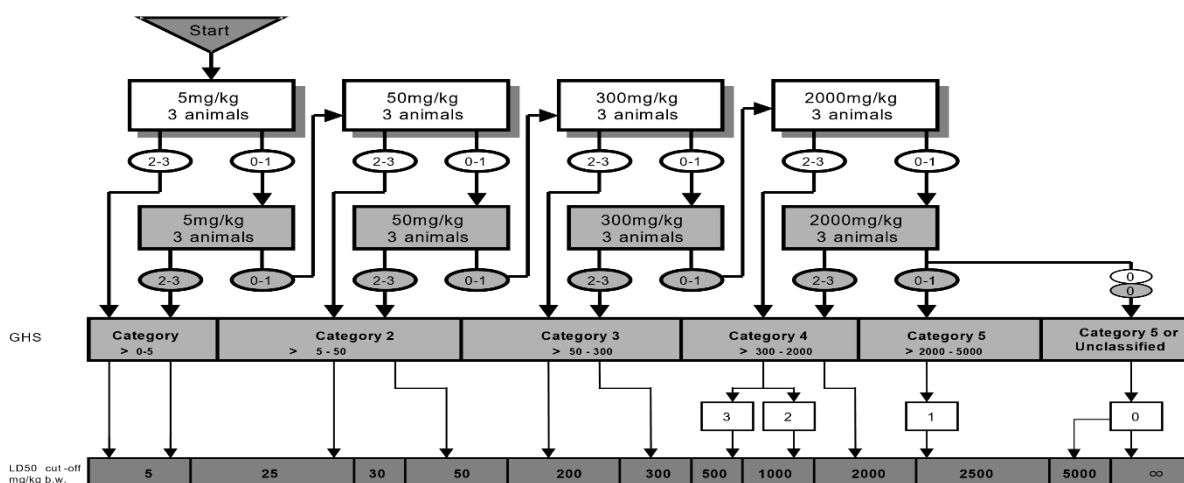 Start
5mg/kg
3 animals
50mg/kg
3 animals
300mg/kg
3 animals
2000mg/kg
3 animals
2-3
0-1
2-3
0-1
2-3
0-1
2-3
0-1
5mg/kg
3 animals
50mg/kg
3 animals
300mg/kg
3 animals
2000mg/kg
3 animals
2-3
0-1
2-3
0-1
2-3
0-1
2-3
0-1
0
0
GHS
Category
> 0-5
Category 2
> 5 - 50
Category 3
> 50 - 300
Category 4
> 300 - 2000
Category 5
> 2000 - 5000
Category 5 or
Unclassified
3
2
1
0
LD50 cut-off
mg/kg b.w.
5
25
30
50
200
300
500
1000
2000
2500
5000
∞